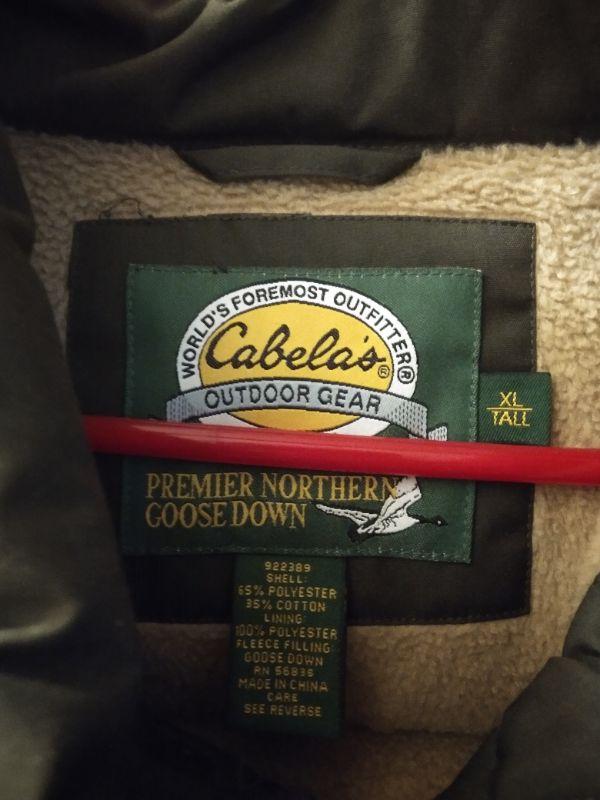 WORLD'S FOREMOST OUTFITTER®
Cabela's®
OUTDOOR GEAR
XL
TALL
PREMIER NORTHERN
GOOSE DOWN
922389
SHELL:
65% POLYESTER
35% COTTON
LINING:
100% POLYESTER
FLEECE FILLING:
GOOSE DOWN
RN 56835
MADE IN CHINA
CARE
SEE REVERSE